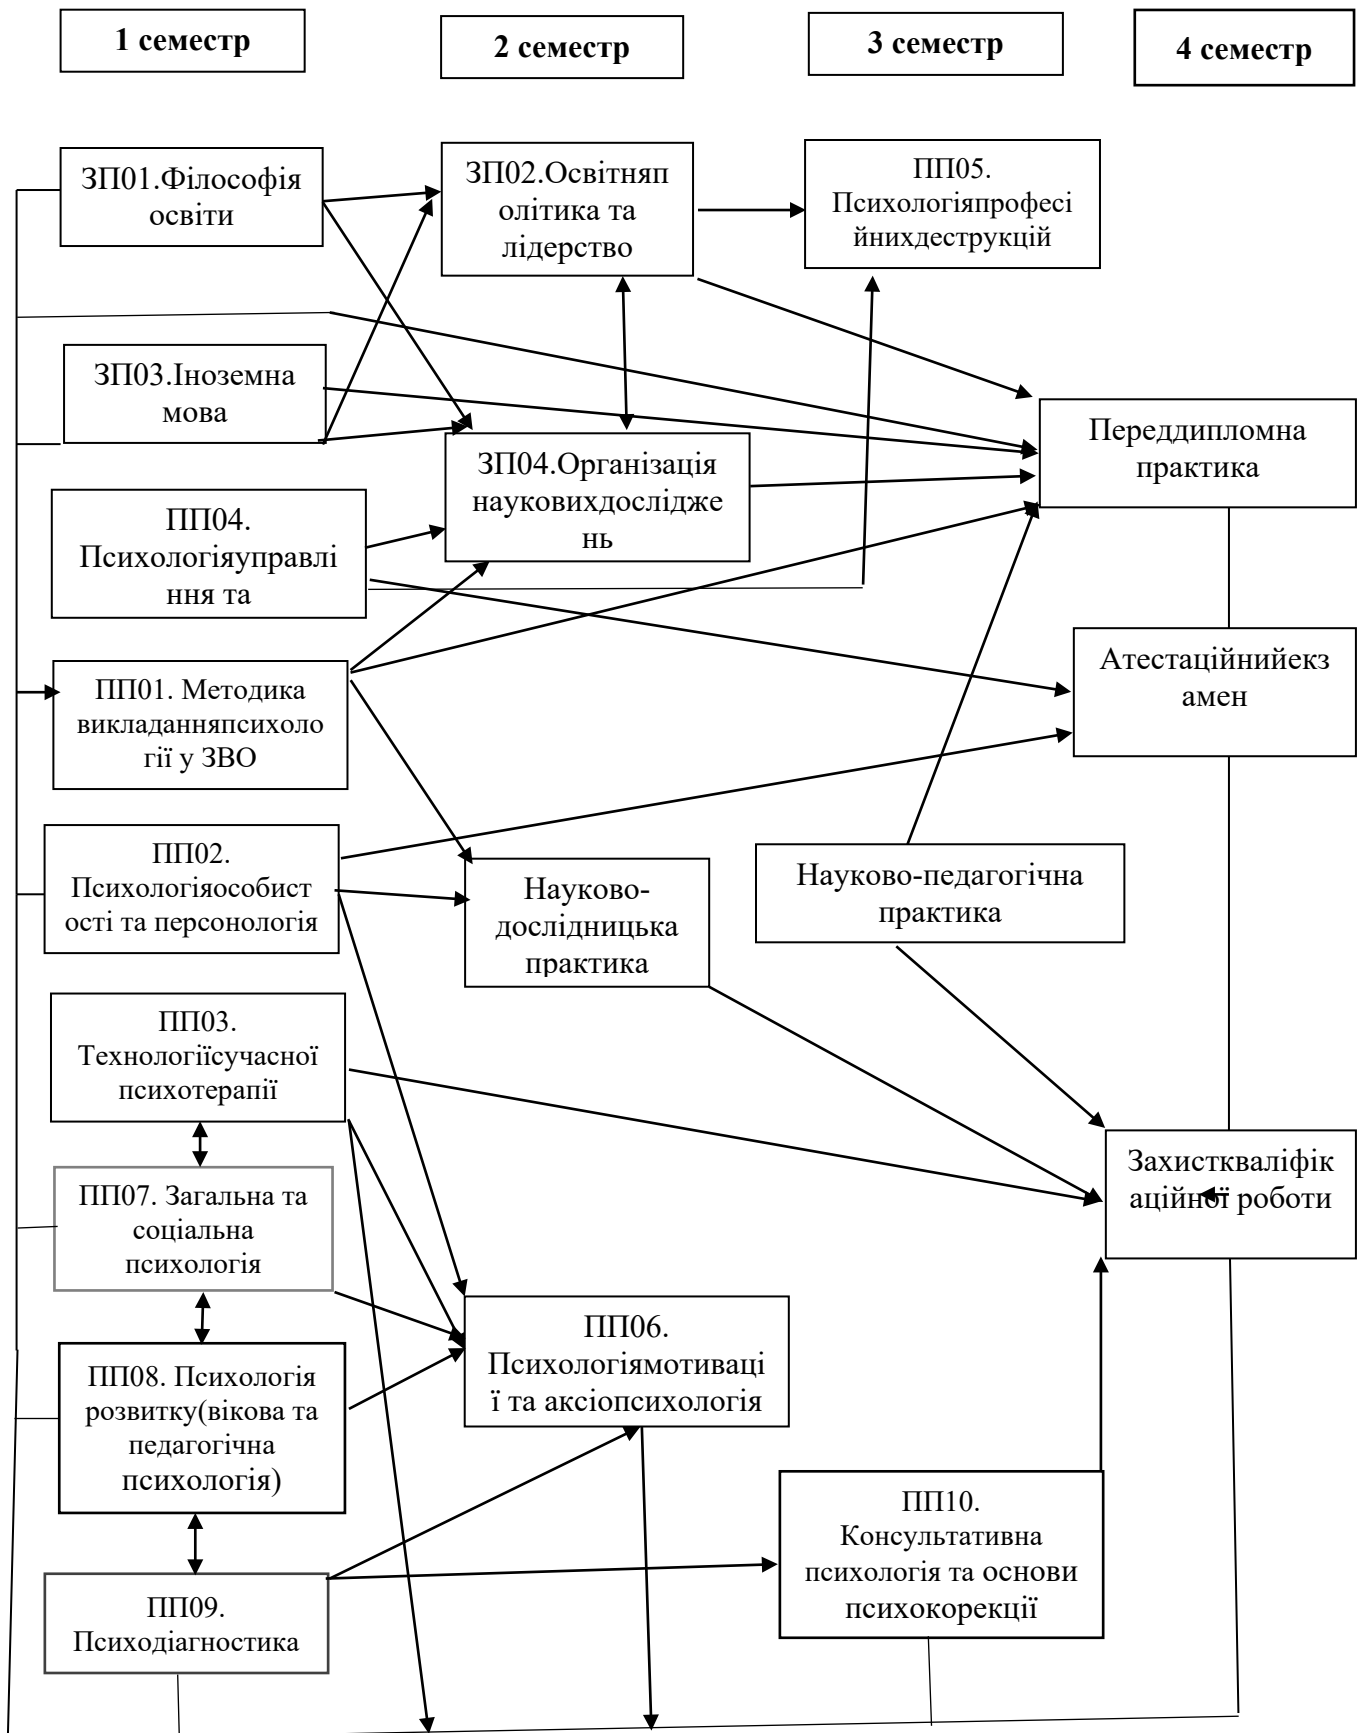 1 семестр
2 семестр
3 семестр
4 семестр
ЗП01.Філософія
освіти
ЗП02.Освітняп
олітика та
лідерство
ПП05.
Психологіяпрофесі
йнихдеструкцій
ЗП03.Іноземна
мова
ЗП04.Організація
науковихдосліджe
нь
Переддипломна
практика
ПП04.
Психологіяуправлі
ння та
ПП01. Методика
викладанняпсихоло
гії у ЗВО
Атестаційнийекз
амен
ПП02.
Психологіяособист
ості та персонологія
Науково-
дослідницька
практика
Науково-педагогічна
практика
ПП03.
Технологіїсучасної
психотерапії
ПП07. Загальна та
соціальна
психологія
Захисткваліфік
аційної роботи
ПП08. Психологія
розвитку(вікова та
педагогічна
психологія)
ПП06.
Психологіямотиваці
ї та аксіопсихологія
ПП09.
Психодіагностика
ПП10.
Консультативна
психологія та основи
психокорекції